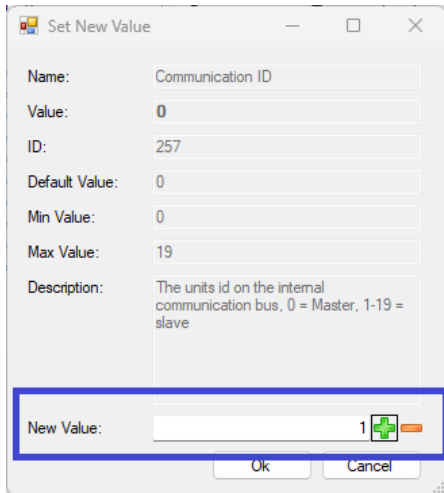 Set New Value
Name: Communication ID
Value: 0
ID: 257
Default Value: 0
Min Value: 0
Max Value: 19
Description: The units id on the internal
communication bus, 0 = Master, 1-19 =
slave
New Value: 1
Ok Cancel